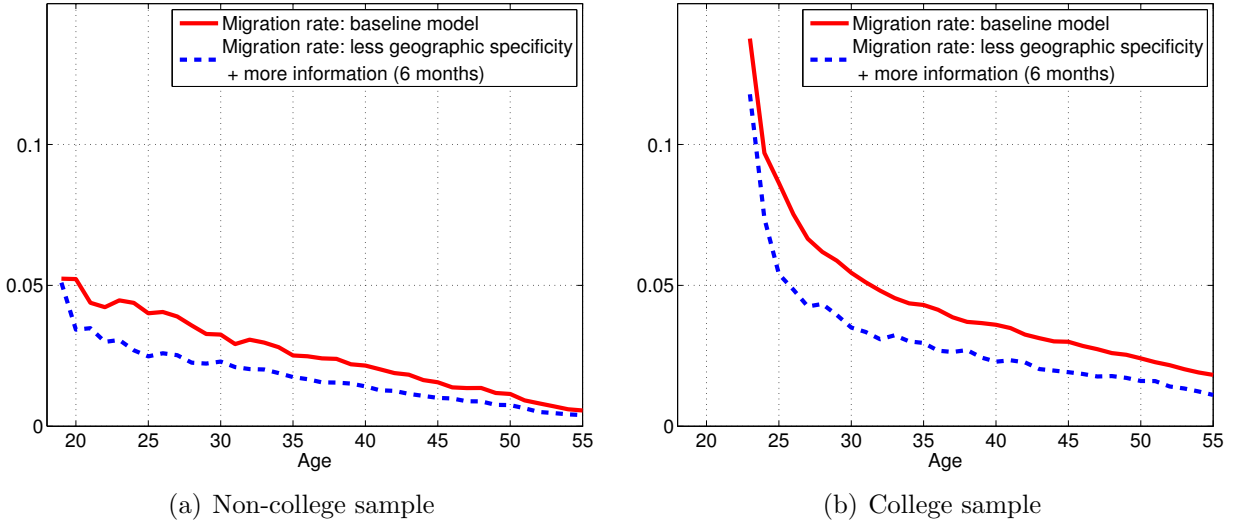 Migration rate: baseline model
Migration rate: less geographic specificity
+ more information (6 months)
0.1
0.05
0
20 25 30 35 40 45 50 55
Age
(a) Non-college sample
Migration rate: baseline model
Migration rate: less geographic specificity
+ more information (6 months)
0.1
0.05
0
20 25 30 35 40 45 50 55
Age
(b) College sample